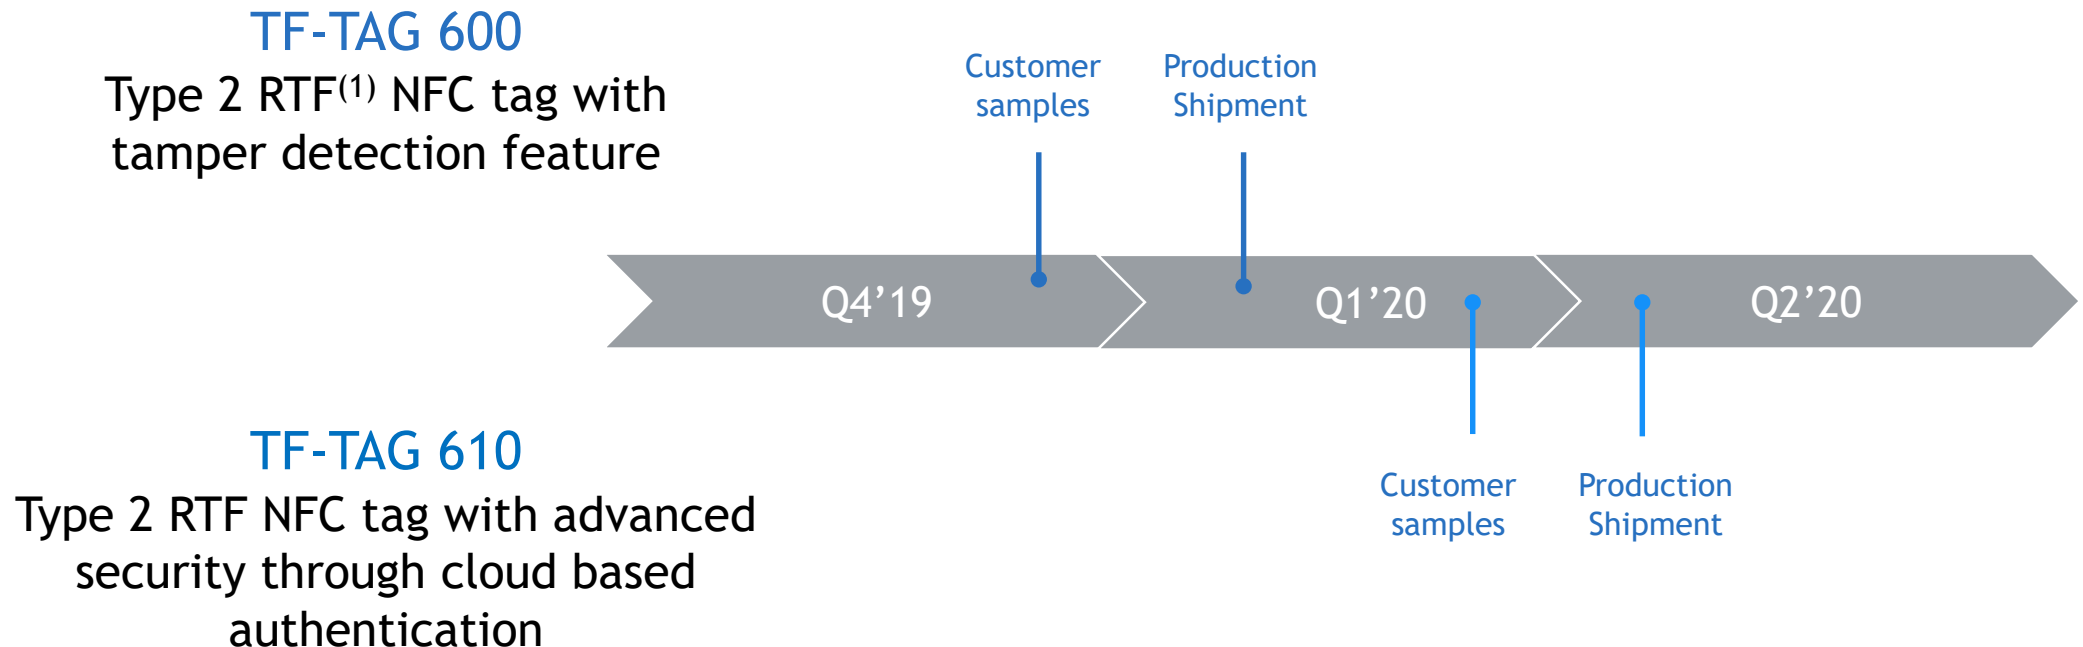 TF-TAG 600
Type 2 RTF(1) NFC tag with
tamper detection feature
Customer
samples
Production
Shipment
Q4’19
Q1’20
Q2’20
TF-TAG 610
Type 2 RTF NFC tag with advanced
security through cloud based
authentication
Customer
samples
Production
Shipment